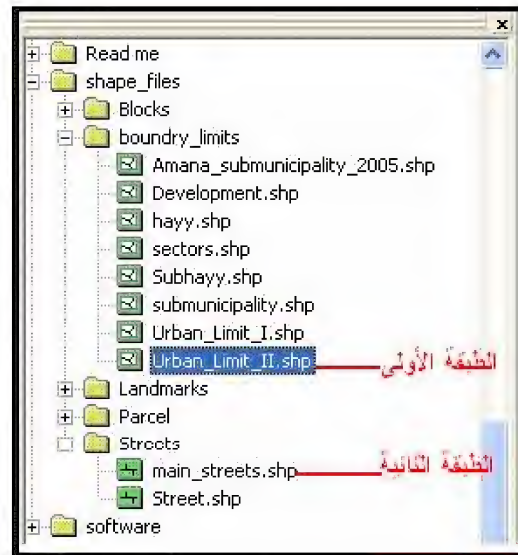 Read me
shape_files
Blocks
boundry_limits
Amana_submunicipality_2005.shp
Development.shp
hayy.shp
sectors.shp
Subhayy.shp
submunicipality.shp
Urban_Limit_I.shp
Urban_Limit_II.shp الطبقة الأولى
Landmarks
Parcel
Streets
main_streets.shp الطبقة الثانية
Street.shp
software